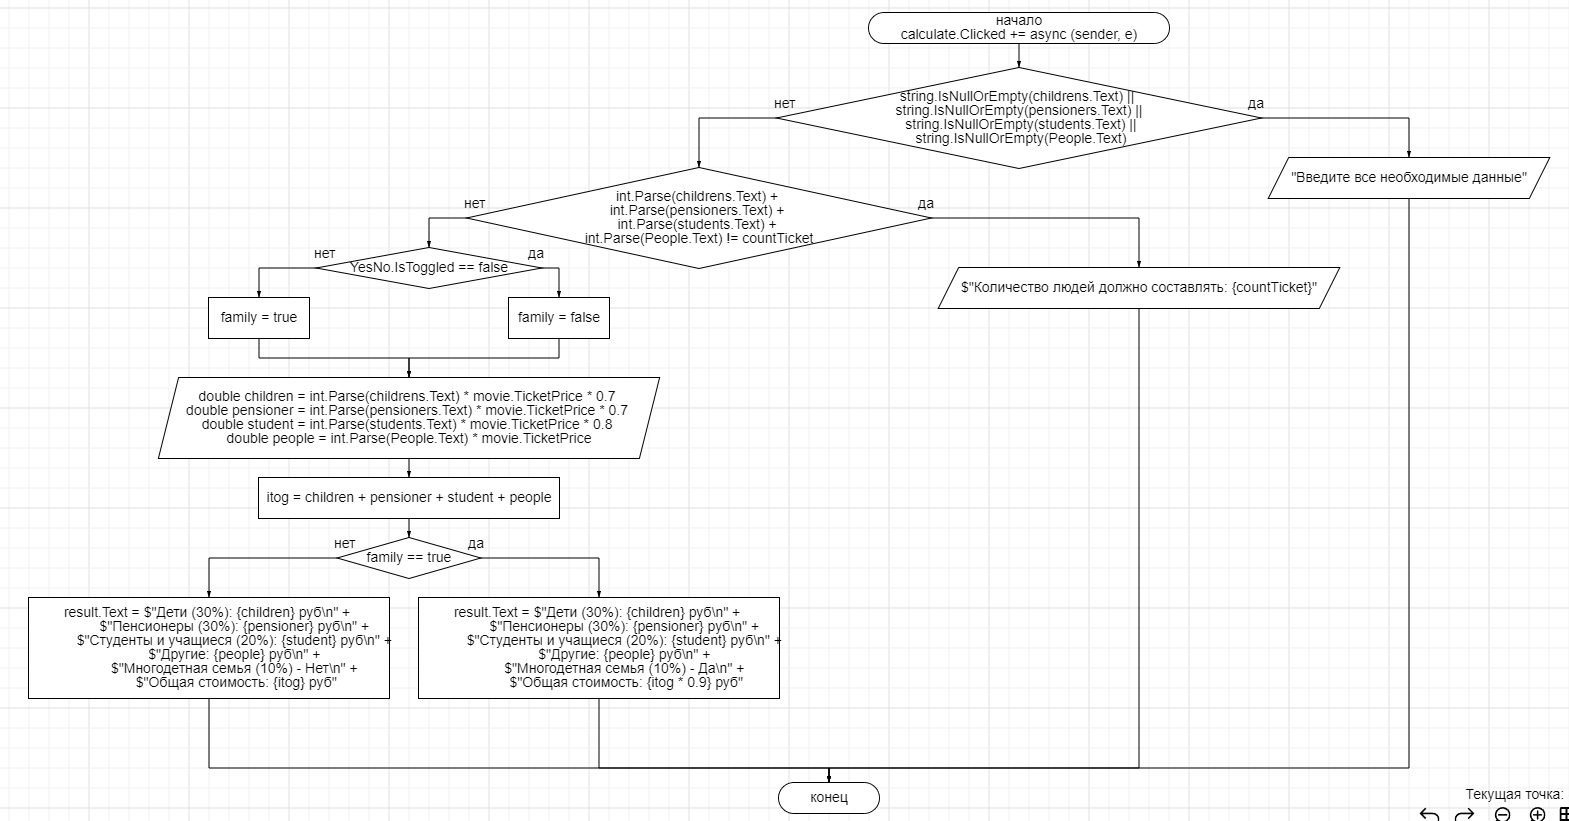 начало
calculate.Clicked += async (sender, e)
нет
да
string.IsNullOrEmpty(childrens.Text) ||
string.IsNullOrEmpty(pensioners.Text) ||
string.IsNullOrEmpty(students.Text) ||
string.IsNullOrEmpty(People.Text)
"Введите все необходимые данные"
нет
да
int.Parse(childrens.Text) +
int.Parse(pensioners.Text) +
int.Parse(students.Text) +
int.Parse(People.Text) != countTicket
нет
да
YesNo.IsToggled == false
$"Количество людей должно составлять: {countTicket}"
family = true
family = false
double children = int.Parse(childrens.Text) * movie.TicketPrice * 0.7
double pensioner = int.Parse(pensioners.Text) * movie.TicketPrice * 0.7
double student = int.Parse(students.Text) * movie.TicketPrice * 0.8
double people = int.Parse(People.Text) * movie.TicketPrice
itog = children + pensioner + student + people
нет
да
family == true
result.Text = $"Дети (30%): {children} руб\n" +
$"Пенсионеры (30%): {pensioner} руб\n" +
$"Студенты и учащиеся (20%): {student} руб\n" +
$"Другие: {people} руб\n" +
$"Многодетная семья (10%) - Нет\n" +
$"Общая стоимость: {itog} руб"
result.Text = $"Дети (30%): {children} руб\n" +
$"Пенсионеры (30%): {pensioner} руб\n" +
$"Студенты и учащиеся (20%): {student} руб\n" +
$"Другие: {people} руб\n" +
$"Многодетная семья (10%) - Да\n" +
$"Общая стоимость: {itog * 0.9} руб"
конец
Текущая точка: